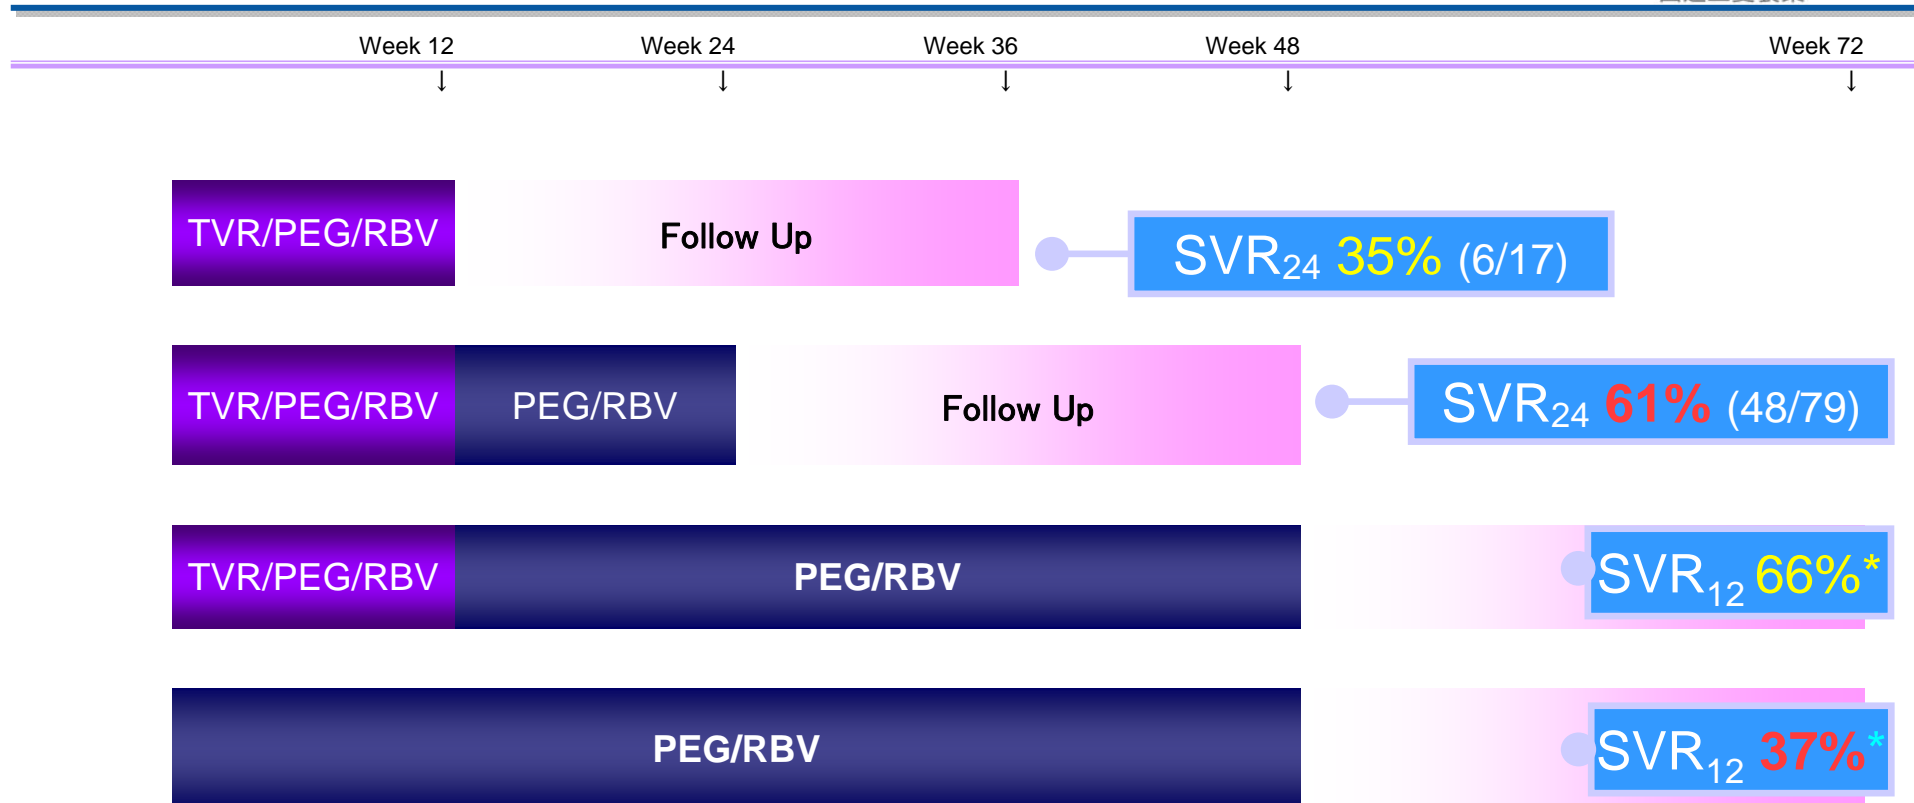 Week 12 Week 24 Week 36 Week 48 Week 72
↓ ↓ ↓ ↓ ↓
TVR/PEG/RBV Follow Up SVR24 35% (6/17)
TVR/PEG/RBV PEG/RBV Follow Up SVR24 61% (48/79)
TVR/PEG/RBV PEG/RBV SVR12 66%*
PEG/RBV SVR12 37%*